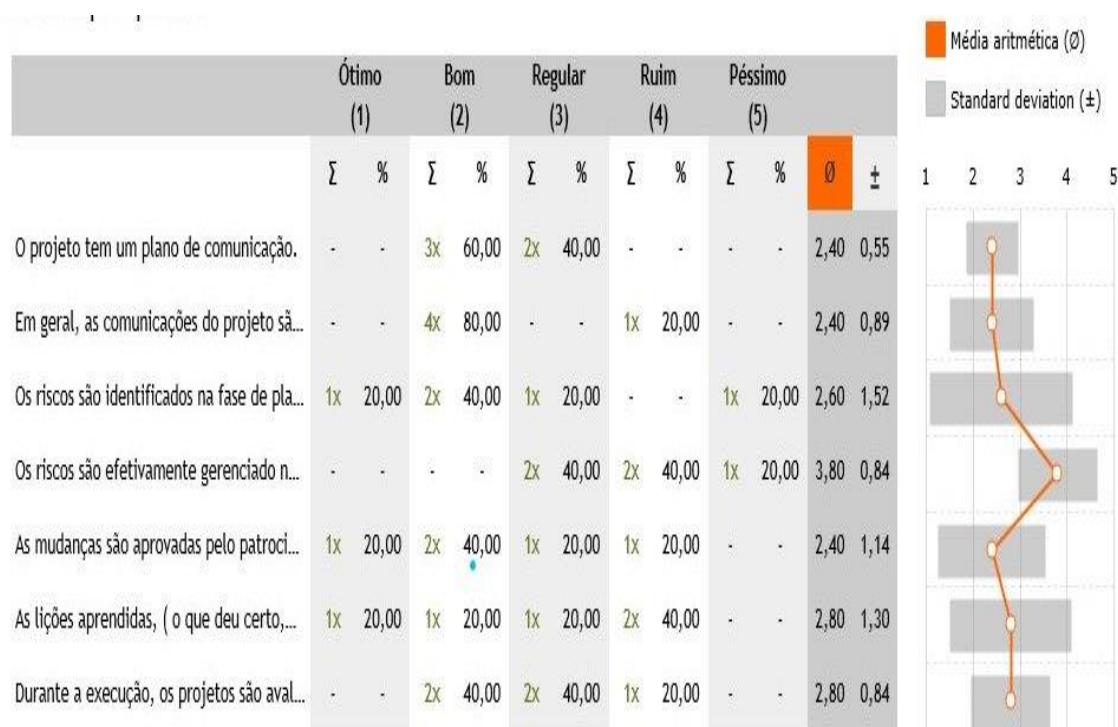 Média aritmética (Ø)
Standard deviation (±)
Ótimo Bom Regular Ruim Péssimo
(1) (2) (3) (4) (5)
Σ % Σ % Σ % Σ % Σ % Ø ±
1 2 3 4 5
O projeto tem um plano de comunicação. - - 3x 60,00 2x 40,00 - - - - 2,40 0,55
Em geral, as comunicações do projeto sã... - - 4x 80,00 - - 1x 20,00 - - 2,40 0,89
Os riscos são identificados na fase de pla... 1x 20,00 2x 40,00 1x 20,00 - - 1x 20,00 2,60 1,52
Os riscos são efetivamente gerenciado n... - - - - 2x 40,00 2x 40,00 1x 20,00 3,80 0,84
As mudanças são aprovadas pelo patroci... 1x 20,00 2x 40,00 1x 20,00 1x 20,00 - - 2,40 1,14
As lições aprendidas, ( o que deu certo,... 1x 20,00 1x 20,00 1x 20,00 2x 40,00 - - 2,80 1,30
Durante a execução, os projetos são aval... - - 2x 40,00 2x 40,00 1x 20,00 - - 2,80 0,84